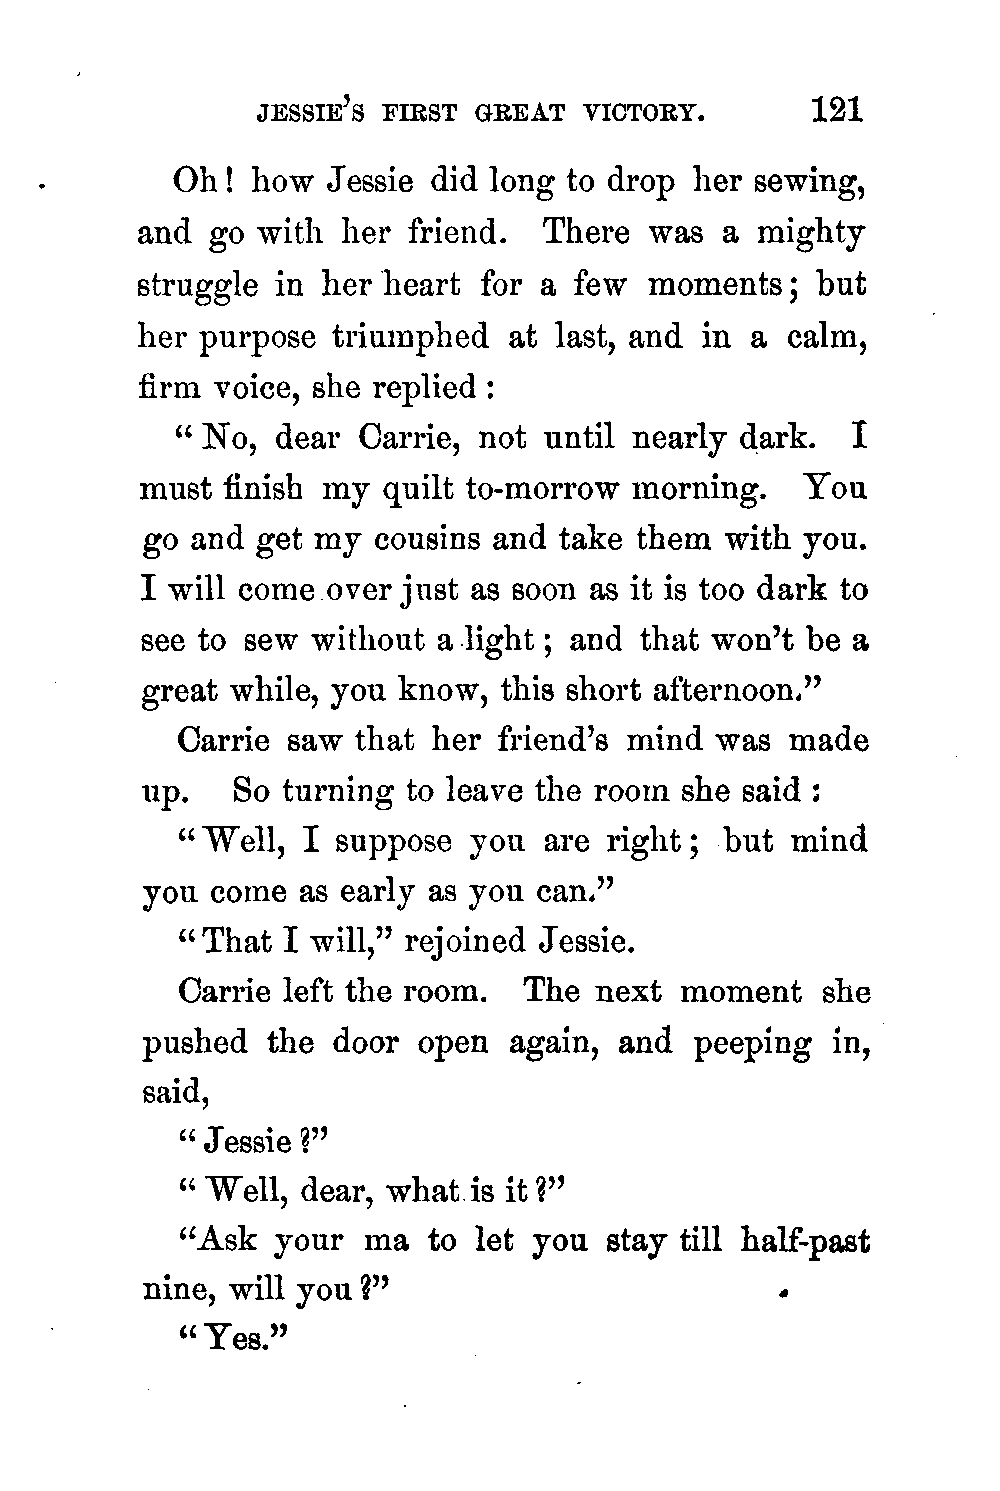 JESSIE'S FIRST GREAT VICTORY. 121
Oh! how Jessie did long to drop her sewing,
and go with her friend. There was a mighty
struggle in her heart for a few moments; but
her purpose triumphed at last, and in a calm,
firm voice, she replied:
"No, dear Carrie, not until nearly dark. I
must finish my quilt to-morrow morning. You
go and get my cousins and take them with you.
I will come over just as soon as it is too dark to
see to sew without a light; and that won't be a
great while, you know, this short afternoon."
Carrie saw that her friend's mind was made
up. So turning to leave the room she said:
"Well, I suppose you are right; but mind
you come as early as you can."
"That I will," rejoined Jessie.
Carrie left the room. The next moment she
pushed the door open again, and peeping in,
said,
"Jessie?"
"Well, dear, what is it?"
"Ask your ma to let you stay till half-past
nine, will you?"
"Yes."